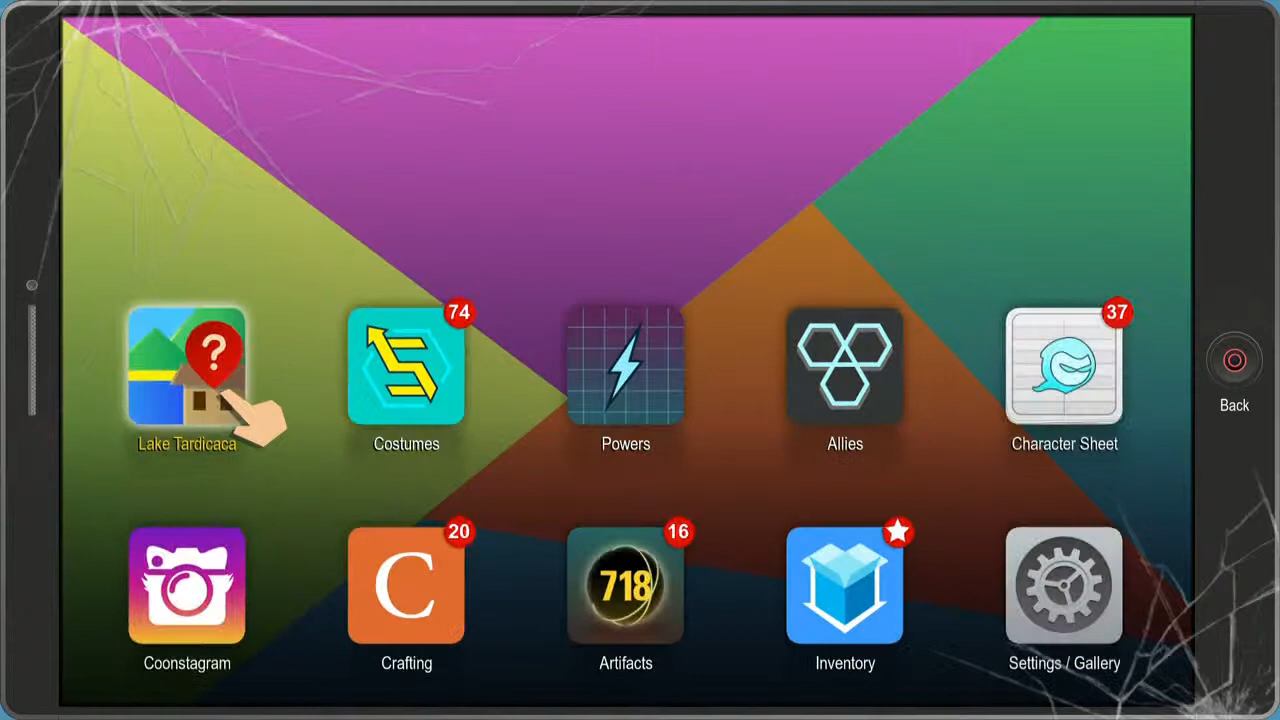 74
37
?
Lake Tardicaca
Costumes
Powers
Allies
Character Sheet
Back
20
16
C
718
Coonstagram
Crafting
Artifacts
Inventory
Settings / Gallery